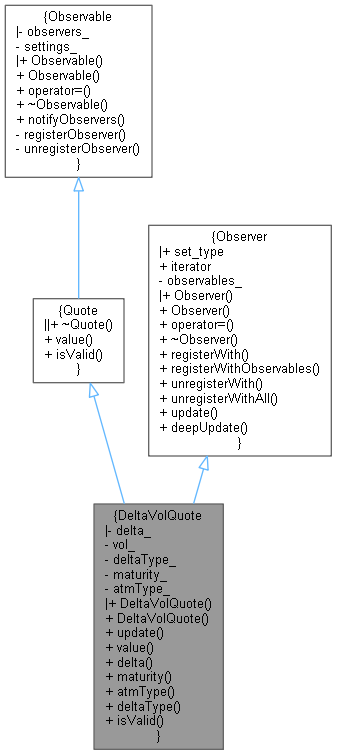 {Observable
|- observers_
- settings_
|+ Observable()
+ Observable()
+ operator=()
+ ~Observable()
+ notifyObservers()
- registerObserver()
- unregisterObserver()
}
{Observer
|+ set_type
+ iterator
- observables_
|+ Observer()
+ Observer()
+ operator=()
+ ~Observer()
+ registerWith()
+ registerWithObservables()
+ unregisterWith()
+ unregisterWithAll()
+ update()
+ deepUpdate()
}
{Quote
||+ ~Quote()
+ value()
+ isValid()
}
{DeltaVolQuote
|- delta_
- vol_
- deltaType_
- maturity_
- atmType_
|+ DeltaVolQuote()
+ DeltaVolQuote()
+ update()
+ value()
+ delta()
+ maturity()
+ atmType()
+ deltaType()
+ isValid()
}